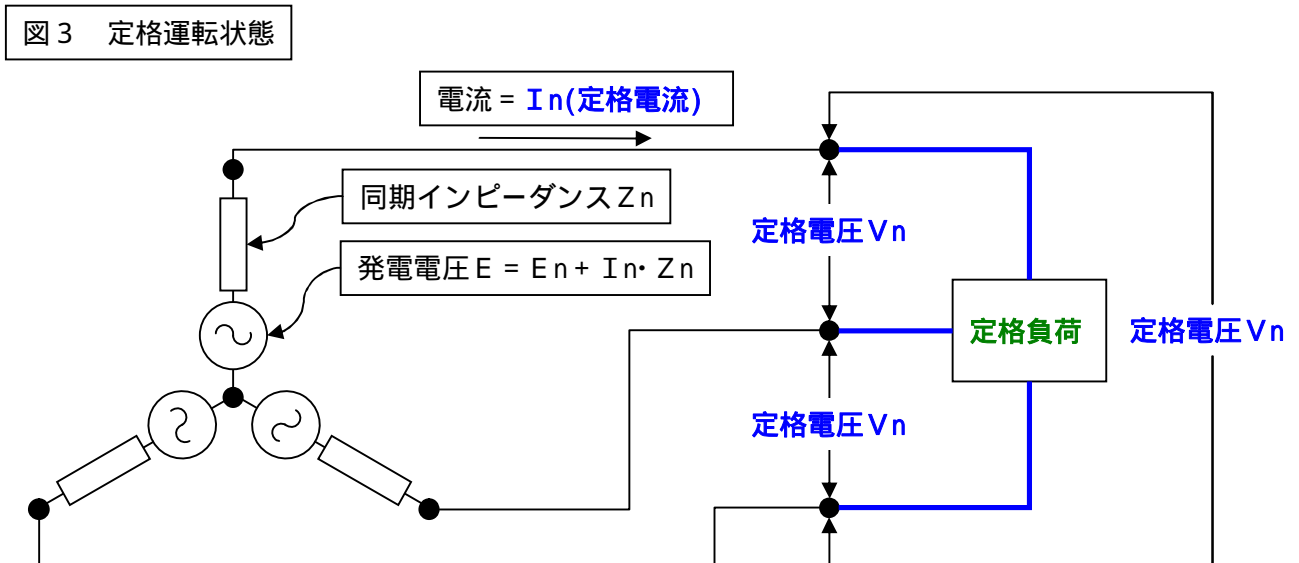 図３　定格運転状態
電流＝Ｉn(定格電流)
同期インピーダンスＺn
定格電圧Ｖn
発電電圧Ｅ＝Ｅn＋Ｉn・Ｚn
定格負荷
定格電圧Ｖn
定格電圧Ｖn